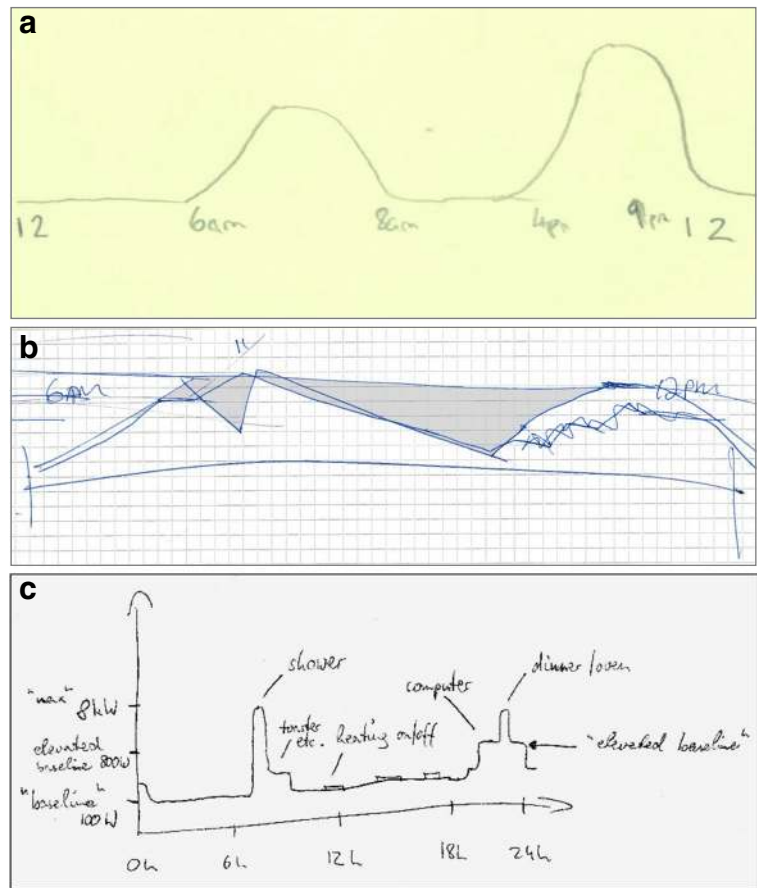 a
12 6am 8am 4pm 9pm 12
b
6AM 12PM
c
shower
dinner/oven
computer
"max" 8kW
toaster
etc. heating on/off
elevated
baseline 800W
"elevated baseline"
"baseline"
100W
0h 6h 12h 18h 24h